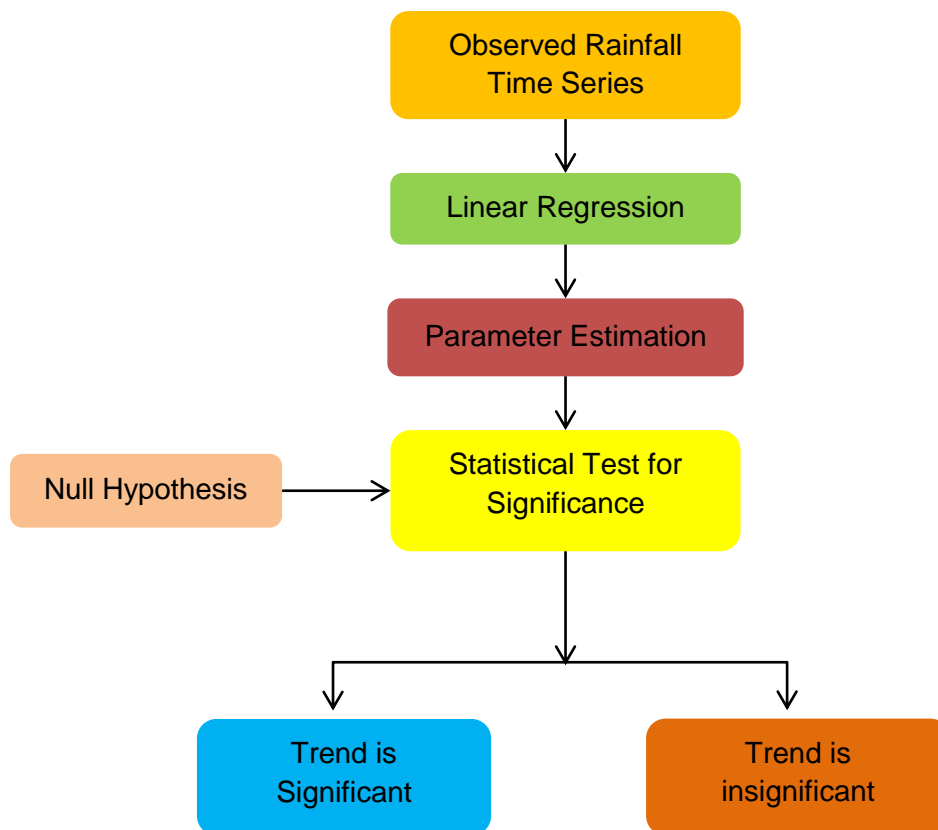 Observed Rainfall
Time Series
Linear Regression
Parameter Estimation
Null Hypothesis
Statistical Test for
Significance
Trend is
Significant
Trend is
insignificant